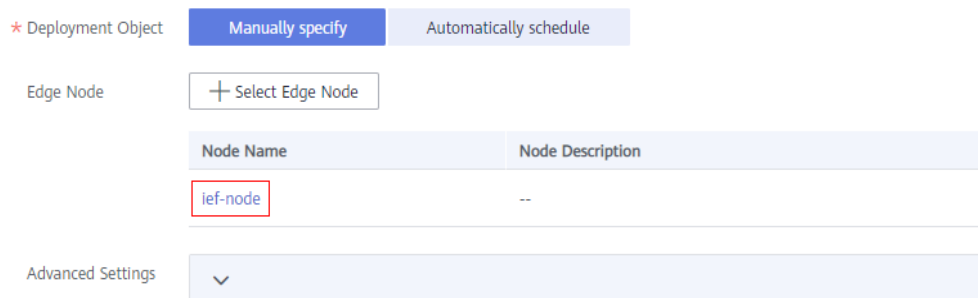 * Deployment Object Manually specify Automatically schedule
Edge Node + Select Edge Node
Node Name Node Description
ief-node --
Advanced Settings